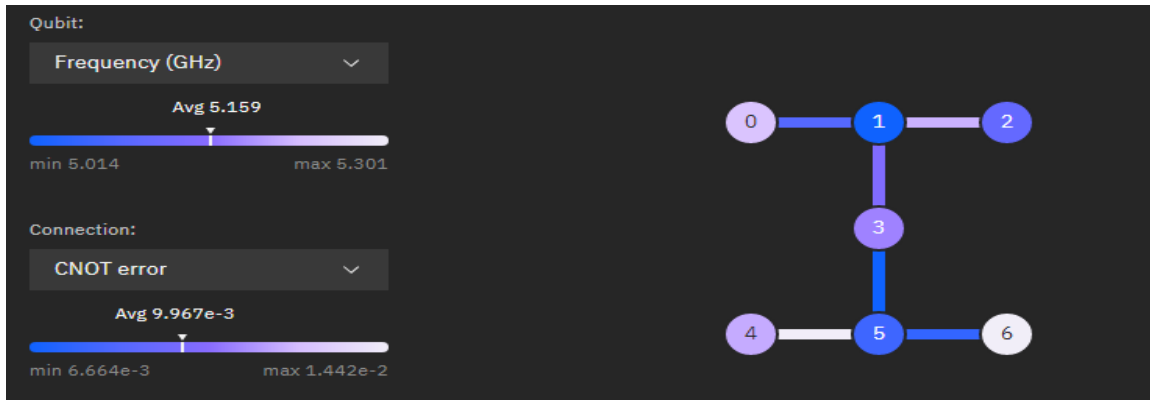 Qubit:
Frequency (GHz)
Avg 5.159
min 5.014 max 5.301
Connection:
CNOT error
Avg 9.967e-3
min 6.664e-3 max 1.442e-2
0 1 2
3
4 5 6